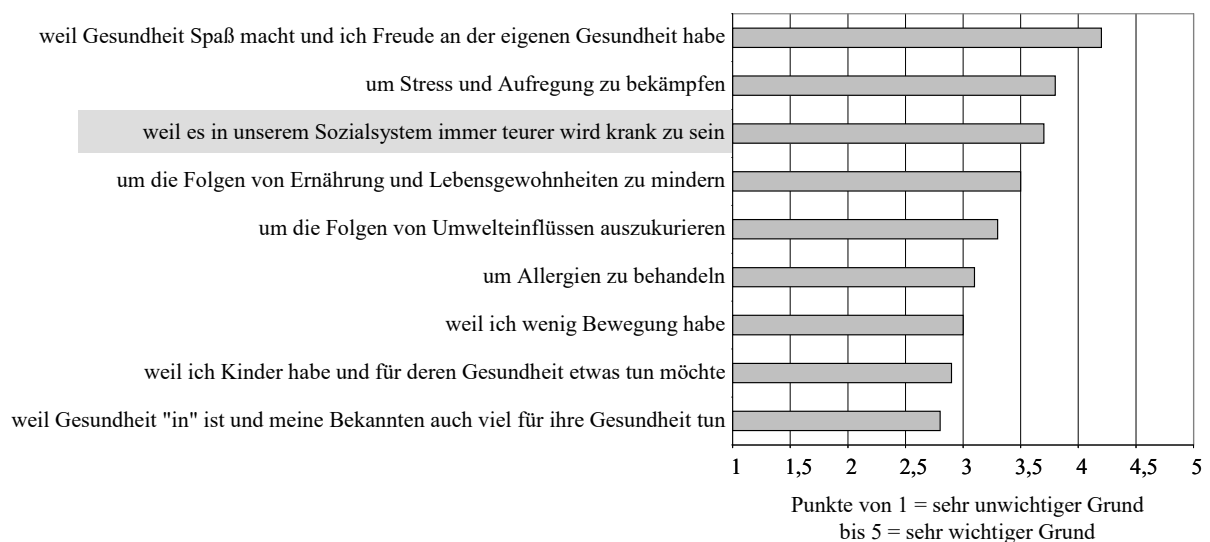 weil Gesundheit Spaß macht und ich Freude an der eigenen Gesundheit habe
um Stress und Aufregung zu bekämpfen
weil es in unserem Sozialsystem immer teurer wird krank zu sein
um die Folgen von Ernährung und Lebensgewohnheiten zu mindern
um die Folgen von Umwelteinflüssen auszukurieren
um Allergien zu behandeln
weil ich wenig Bewegung habe
weil ich Kinder habe und für deren Gesundheit etwas tun möchte
weil Gesundheit "in" ist und meine Bekannten auch viel für ihre Gesundheit tun
1 1,5 2 2,5 3 3,5 4 4,5 5
Punkte von 1 = sehr unwichtiger Grund
bis 5 = sehr wichtiger Grund